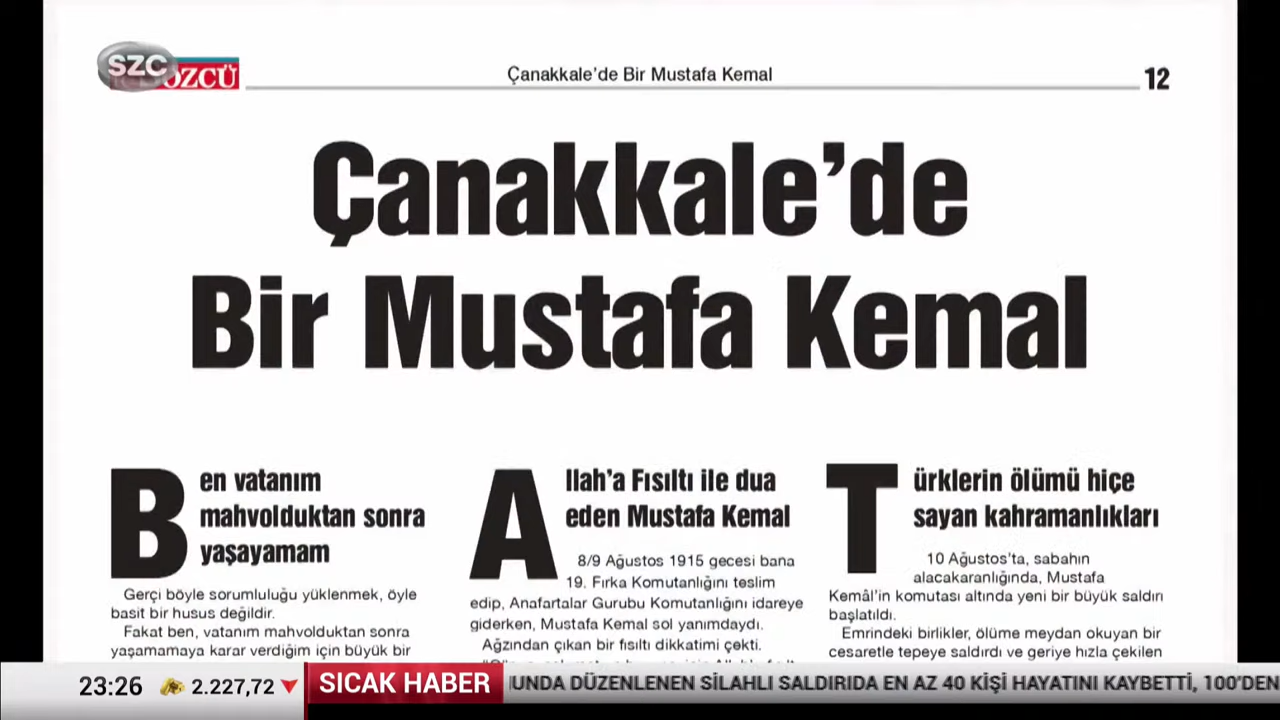 SZC
ÖZCÜ
Çanakkale'de Bir Mustafa Kemal
12
Çanakkale'de
Bir Mustafa Kemal
Ben vatanım
mahvolduktan sonra
yaşayamam
Gerçi böyle sorumluluğu yüklenmek, öyle
basit bir husus değildir.
Fakat ben, vatanım mahvolduktan sonra
yaşamamaya karar verdiğim için büyük bir
Allah'a Fısıltı ile dua
eden Mustafa Kemal
8/9 Ağustos 1915 gecesi bana
19. Fırka Komutanlığını teslim
edip, Anafartalar Gurubu Komutanlığını idareye
giderken, Mustafa Kemal sol yanımdaydı.
Ağzından çıkan bir fısıltı dikkatimi çekti.
Türklerin ölümü hiçe
sayan kahramanlıkları
10 Ağustos'ta, sabahın
alacakaranlığında, Mustafa
Kemâl'in komutası altında yeni bir büyük saldırı
başlatıldı.
Emrindeki birlikler, ölüme meydan okuyan bir
cesaretle tepeye saldırdı ve geriye hızla çekilen
23:26
2.227,72
SICAK HABER
UNDA DÜZENLENEN SİLAHLI SALDIRIDA EN AZ 40 KİŞİ HAYATINI KAYBETTİ, 100'DEN